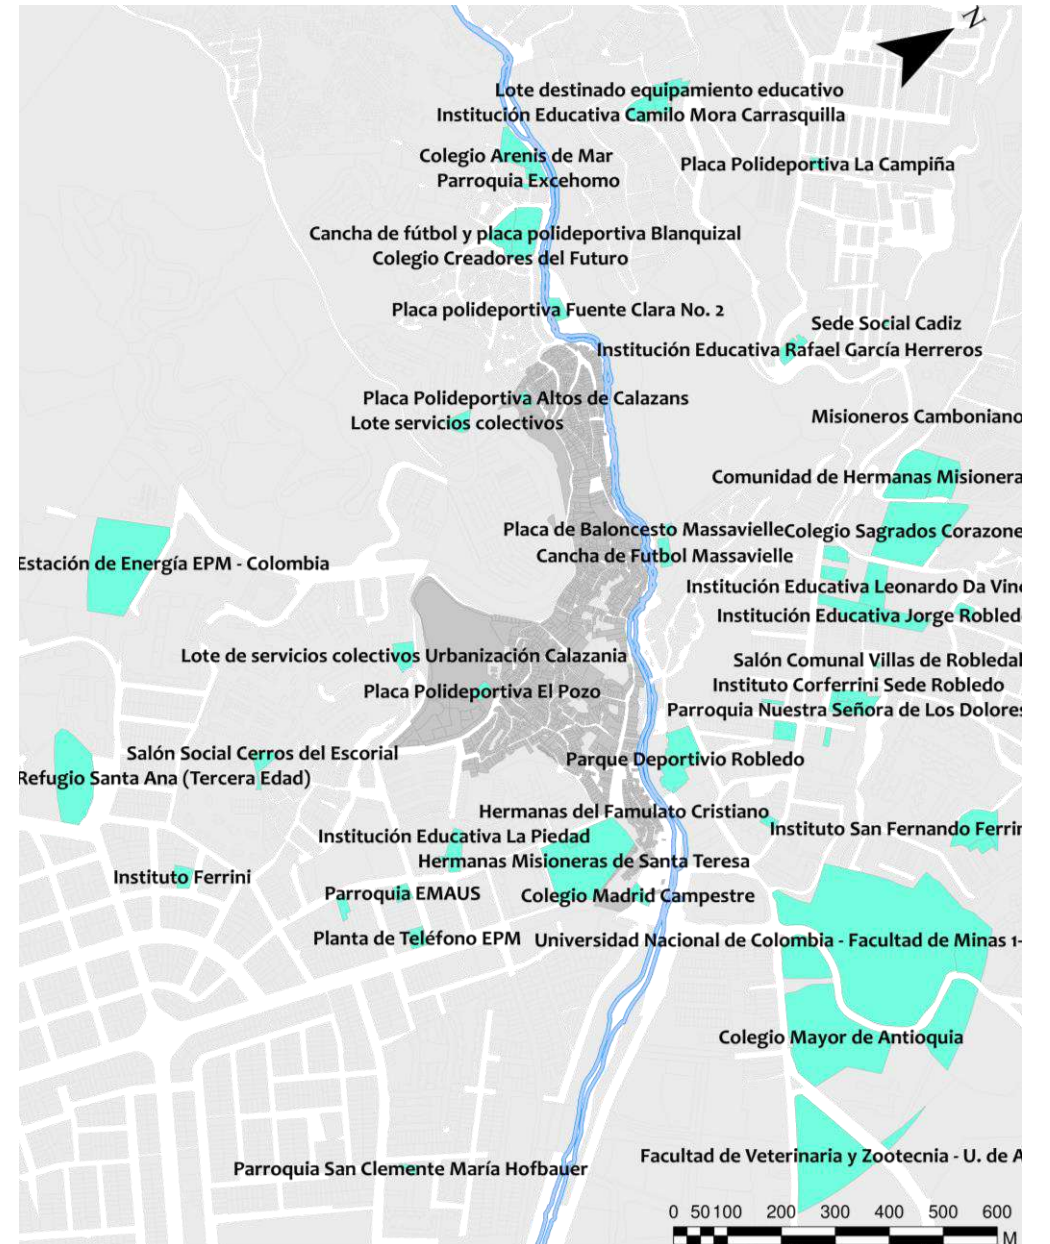 N
Lote destinado equipamiento educativo
Institución Educativa Camilo Mora Carrasquilla
Colegio Arenis de Mar
Placa Polideportiva La Campiña
Parroquia Excehomo
Cancha de fútbol y placa polideportiva Blanquizal
Colegio Creadores del Futuro
Placa polideportiva Fuente Clara No. 2
Sede Social Cadiz
Institución Educativa Rafael García Herreros
Placa Polideportiva Altos de Calazans
Lote servicios colectivos
Misioneros Camboniano
Comunidad de Hermanas Misionera
Placa de Baloncesto Massavielle
Colegio Sagrados Corazone
Cancha de Futbol Massavielle
Estación de Energía EPM - Colombia
Institución Educativa Leonardo Da Vinc
Institución Educativa Jorge Robled
Lote de servicios colectivos Urbanización Calazania
Salón Comunal Villas de Robledal
Placa Polideportiva El Pozo
Instituto Corferrini Sede Robledo
Parroquia Nuestra Señora de Los Dolores
Salón Social Cerros del Escorial
Parque Deportivio Robledo
Refugio Santa Ana (Tercera Edad)
Hermanas del Famulato Cristiano
Institución Educativa La Piedad
Instituto San Fernando Ferrin
Hermanas Misioneras de Santa Teresa
Instituto Ferrini
Parroquia EMAUS
Colegio Madrid Campestre
Planta de Teléfono EPM
Universidad Nacional de Colombia - Facultad de Minas 1-
Colegio Mayor de Antioquia
Facultad de Veterinaria y Zootecnia - U. de A
Parroquia San Clemente María Hofbauer
0 50 100 200 300 400 500 600
M